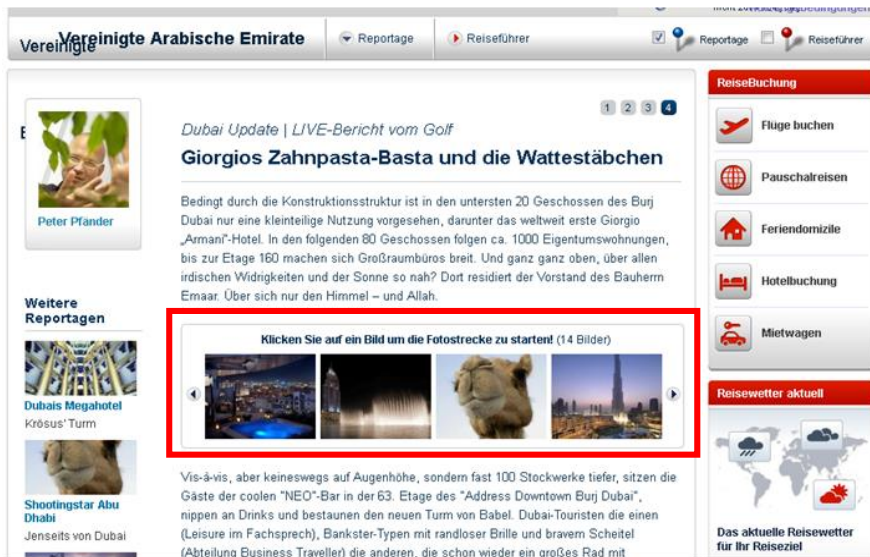 Vereinigte Arabische Emirate
Vereinigte
Reportage
Reiseführer
Reportage
Reiseführer
1 2 3 4
Peter Pfänder
Dubai Update | LIVE-Bericht vom Golf
Giorgios Zahnpasta-Basta und die Wattestäbchen
Bedingt durch die Konstruktionsstruktur ist in den untersten 20 Geschossen des Burj
Dubai nur eine kleinteilige Nutzung vorgesehen, darunter das weltweit erste Giorgio
„Armani"-Hotel. In den folgenden 80 Geschossen folgen ca. 1000 Eigentumswohnungen,
bis zur Etage 160 machen sich Großraumbüros breit. Und ganz ganz oben, über allen
irdischen Widrigkeiten und der Sonne so nah? Dort residiert der Vorstand des Bauherrn
Emaar. Über sich nur den Himmel – und Allah.
Klicken Sie auf ein Bild um die Fotostrecke zu starten! (14 Bilder)
Vis-à-vis, aber keineswegs auf Augenhöhe, sondern fast 100 Stockwerke tiefer, sitzen die
Gäste der coolen "NEO"-Bar in der 63. Etage des "Address Downtown Burj Dubai",
nippen an Drinks und bestaunen den neuen Turm von Babel. Dubai-Touristen die einen
(Leisure im Fachsprech), Bankster-Typen mit randloser Brille und bravem Scheitel
(Abteilung Business Traveller) die anderen, die schon wieder ein großes Rad mit
Weitere
Reportagen
Dubais Megahotel
Krösus' Turm
Shootingstar Abu
Dhabi
Jenseits von Dubai
ReiseBuchung
Flüge buchen
Pauschalreisen
Feriendomizile
Hotelbuchung
Mietwagen
Reisewetter aktuell
Das aktuelle Reisewetter
für Ihr Reiseziel